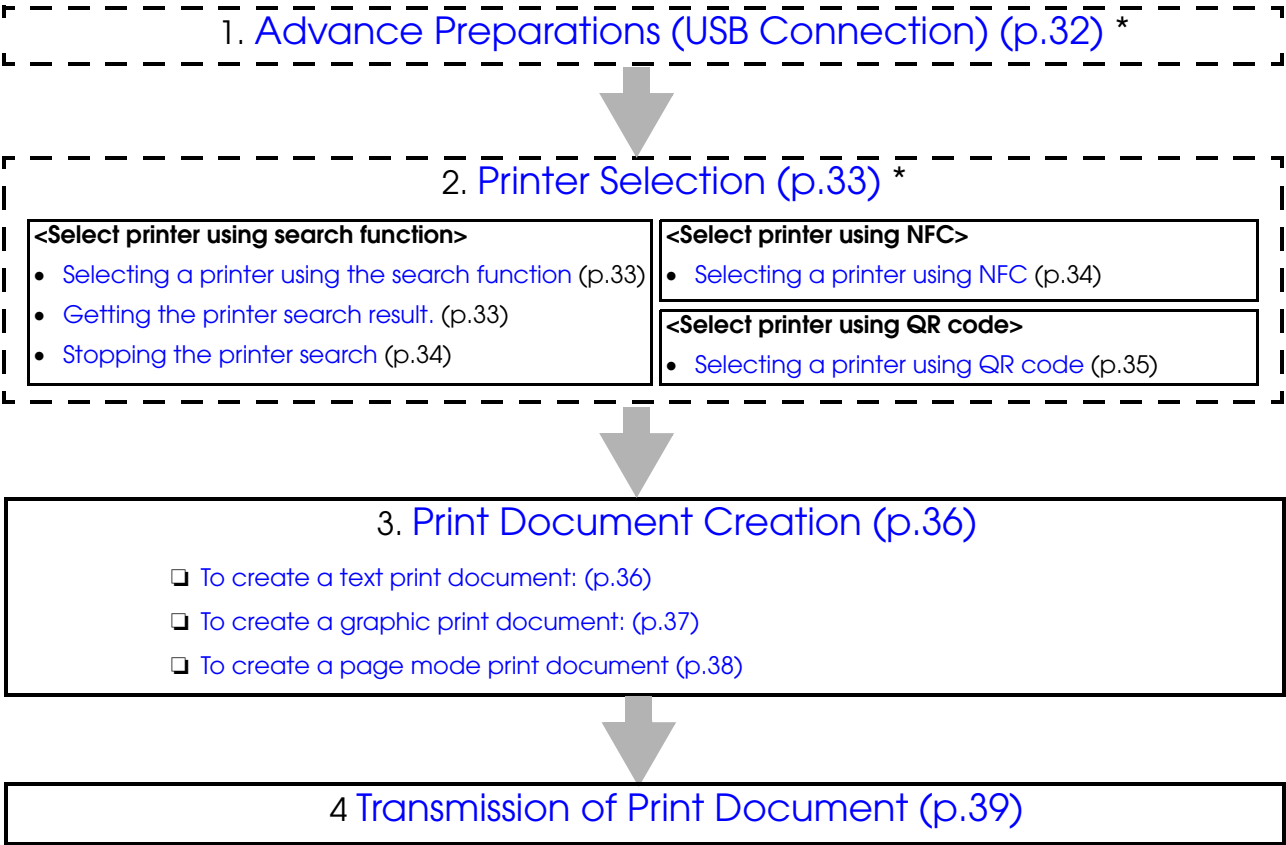 1. Advance Preparations (USB Connection) (p.32) *
2. Printer Selection (p.33) *
<Select printer using search function>
• Selecting a printer using the search function (p.33)
• Getting the printer search result. (p.33)
• Stopping the printer search (p.34)
<Select printer using NFC>
• Selecting a printer using NFC (p.34)
<Select printer using QR code>
• Selecting a printer using QR code (p.35)
3. Print Document Creation (p.36)
❏ To create a text print document: (p.36)
❏ To create a graphic print document: (p.37)
❏ To create a page mode print document (p.38)
4 Transmission of Print Document (p.39)